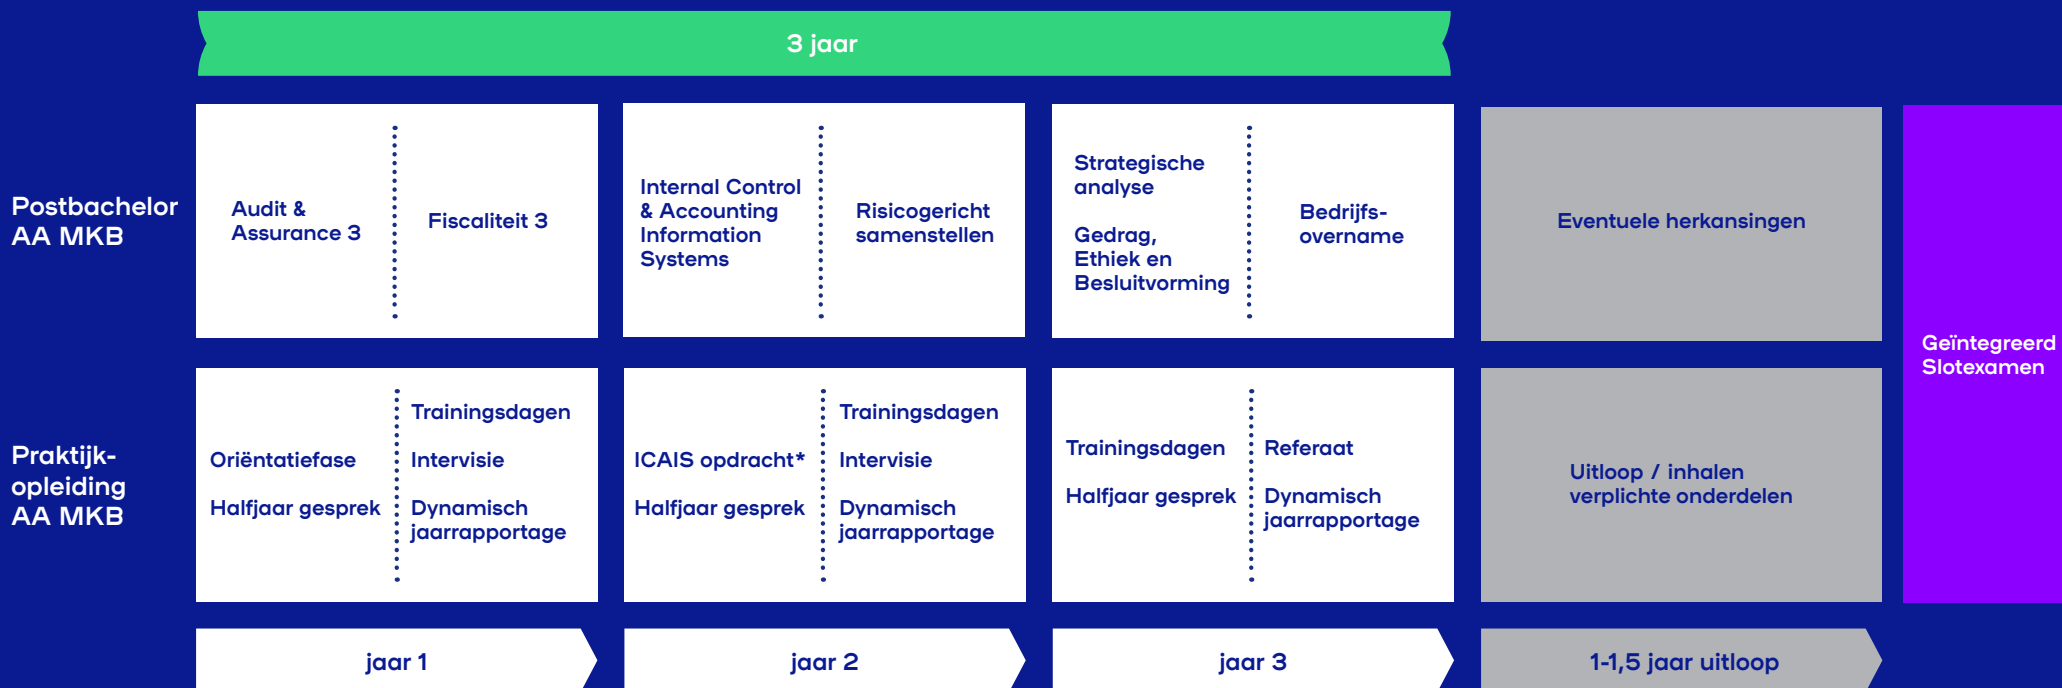 3 jaar
Postbachelor
AA MKB
Audit &
Assurance 3
Fiscaliteit 3
Internal Control
& Accounting
Information
Systems
Risicogericht
samenstellen
Strategische
analyse
Gedrag,
Ethiek en
Besluitvorming
Bedrijfs-
overname
Eventuele herkansingen
Geïntegreerd
Slotexamen
Praktijk-
opleiding
AA MKB
Oriëntatiefase
Halfjaar gesprek
Trainingsdagen
Intervisie
Dynamisch
jaarrapportage
ICAIS opdracht*
Halfjaar gesprek
Trainingsdagen
Intervisie
Dynamisch
jaarrapportage
Trainingsdagen
Halfjaar gesprek
Referaat
Dynamisch
jaarrapportage
Uitloop / inhalen
verplichte onderdelen
jaar 1
jaar 2
jaar 3
1-1,5 jaar uitloop